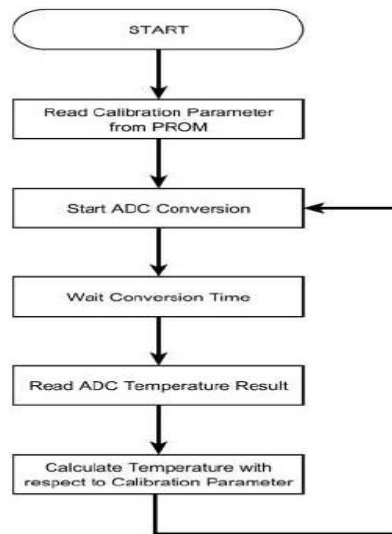 START
Read Calibration Parameter
from PROM
Start ADC Conversion
Wait Conversion Time
Read ADC Temperature Result
Calculate Temperature with
respect to Calibration Parameter